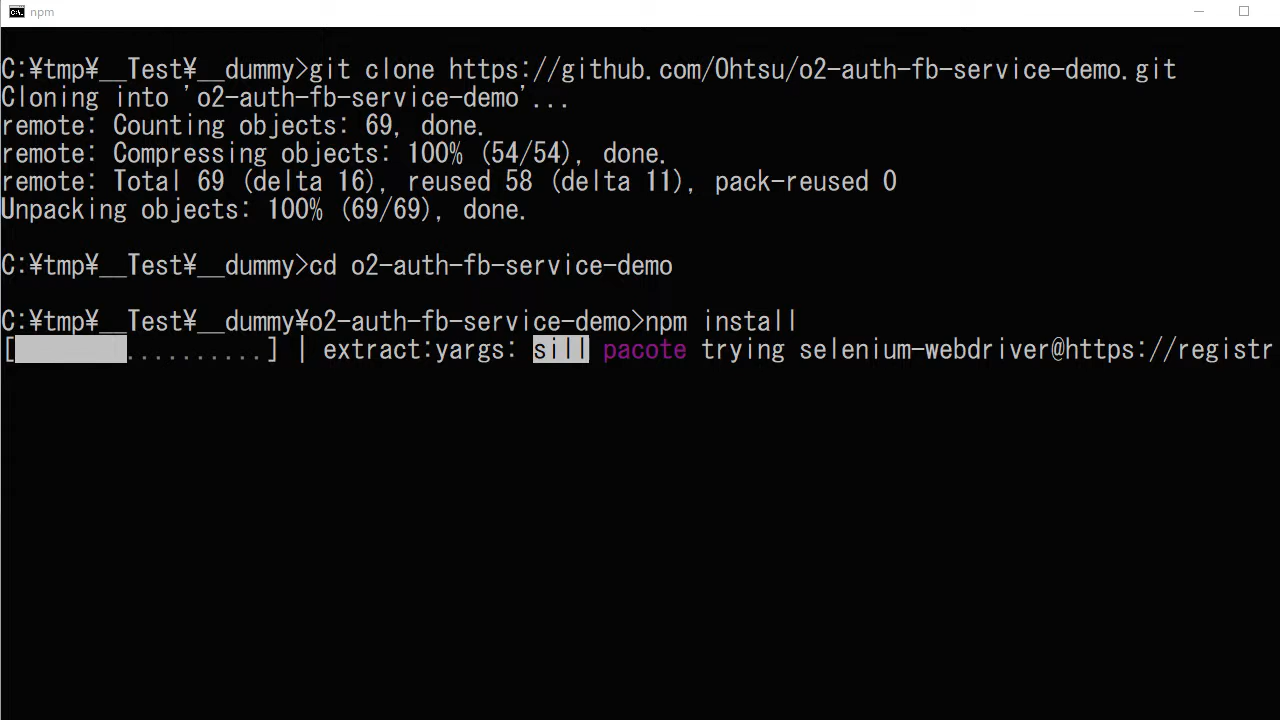 npm
C:¥tmp¥__Test¥__dummy>git clone https://github.com/Ohtsu/o2-auth-fb-service-demo.git
Cloning into 'o2-auth-fb-service-demo'...
remote: Counting objects: 69, done.
remote: Compressing objects: 100% (54/54), done.
remote: Total 69 (delta 16), reused 58 (delta 11), pack-reused 0
Unpacking objects: 100% (69/69), done.
C:¥tmp¥__Test¥__dummy>cd o2-auth-fb-service-demo
C:¥tmp¥__Test¥__dummy¥o2-auth-fb-service-demo>npm install
[        ..........] | extract:yargs: sill pacote trying selenium-webdriver@https://registr